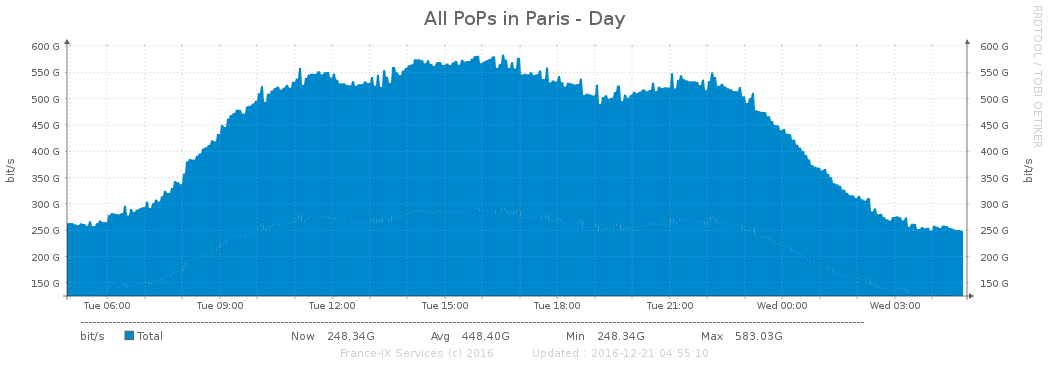 All PoPs in Paris - Day
RRDTOOL / TOBI OETIKER
600 G 600 G
550 G 550 G
500 G 500 G
450 G 450 G
400 G 400 G
350 G 350 G
300 G 300 G
250 G 250 G
200 G 200 G
150 G 150 G
bit/s
bit/s
Tue 06:00 Tue 09:00 Tue 12:00 Tue 15:00 Tue 18:00 Tue 21:00 Wed 00:00 Wed 03:00
bit/s Total Now 248.34G Avg 448.40G Min 248.34G Max 583.03G
France-IX Services (c) 2016 Updated : 2016-12-21 04:55:10